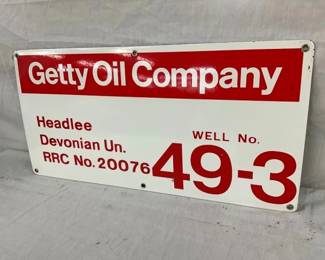 Getty Oil Company
Headlee
Devonian Un.
RRC No. 20076
WELL No.
49-3